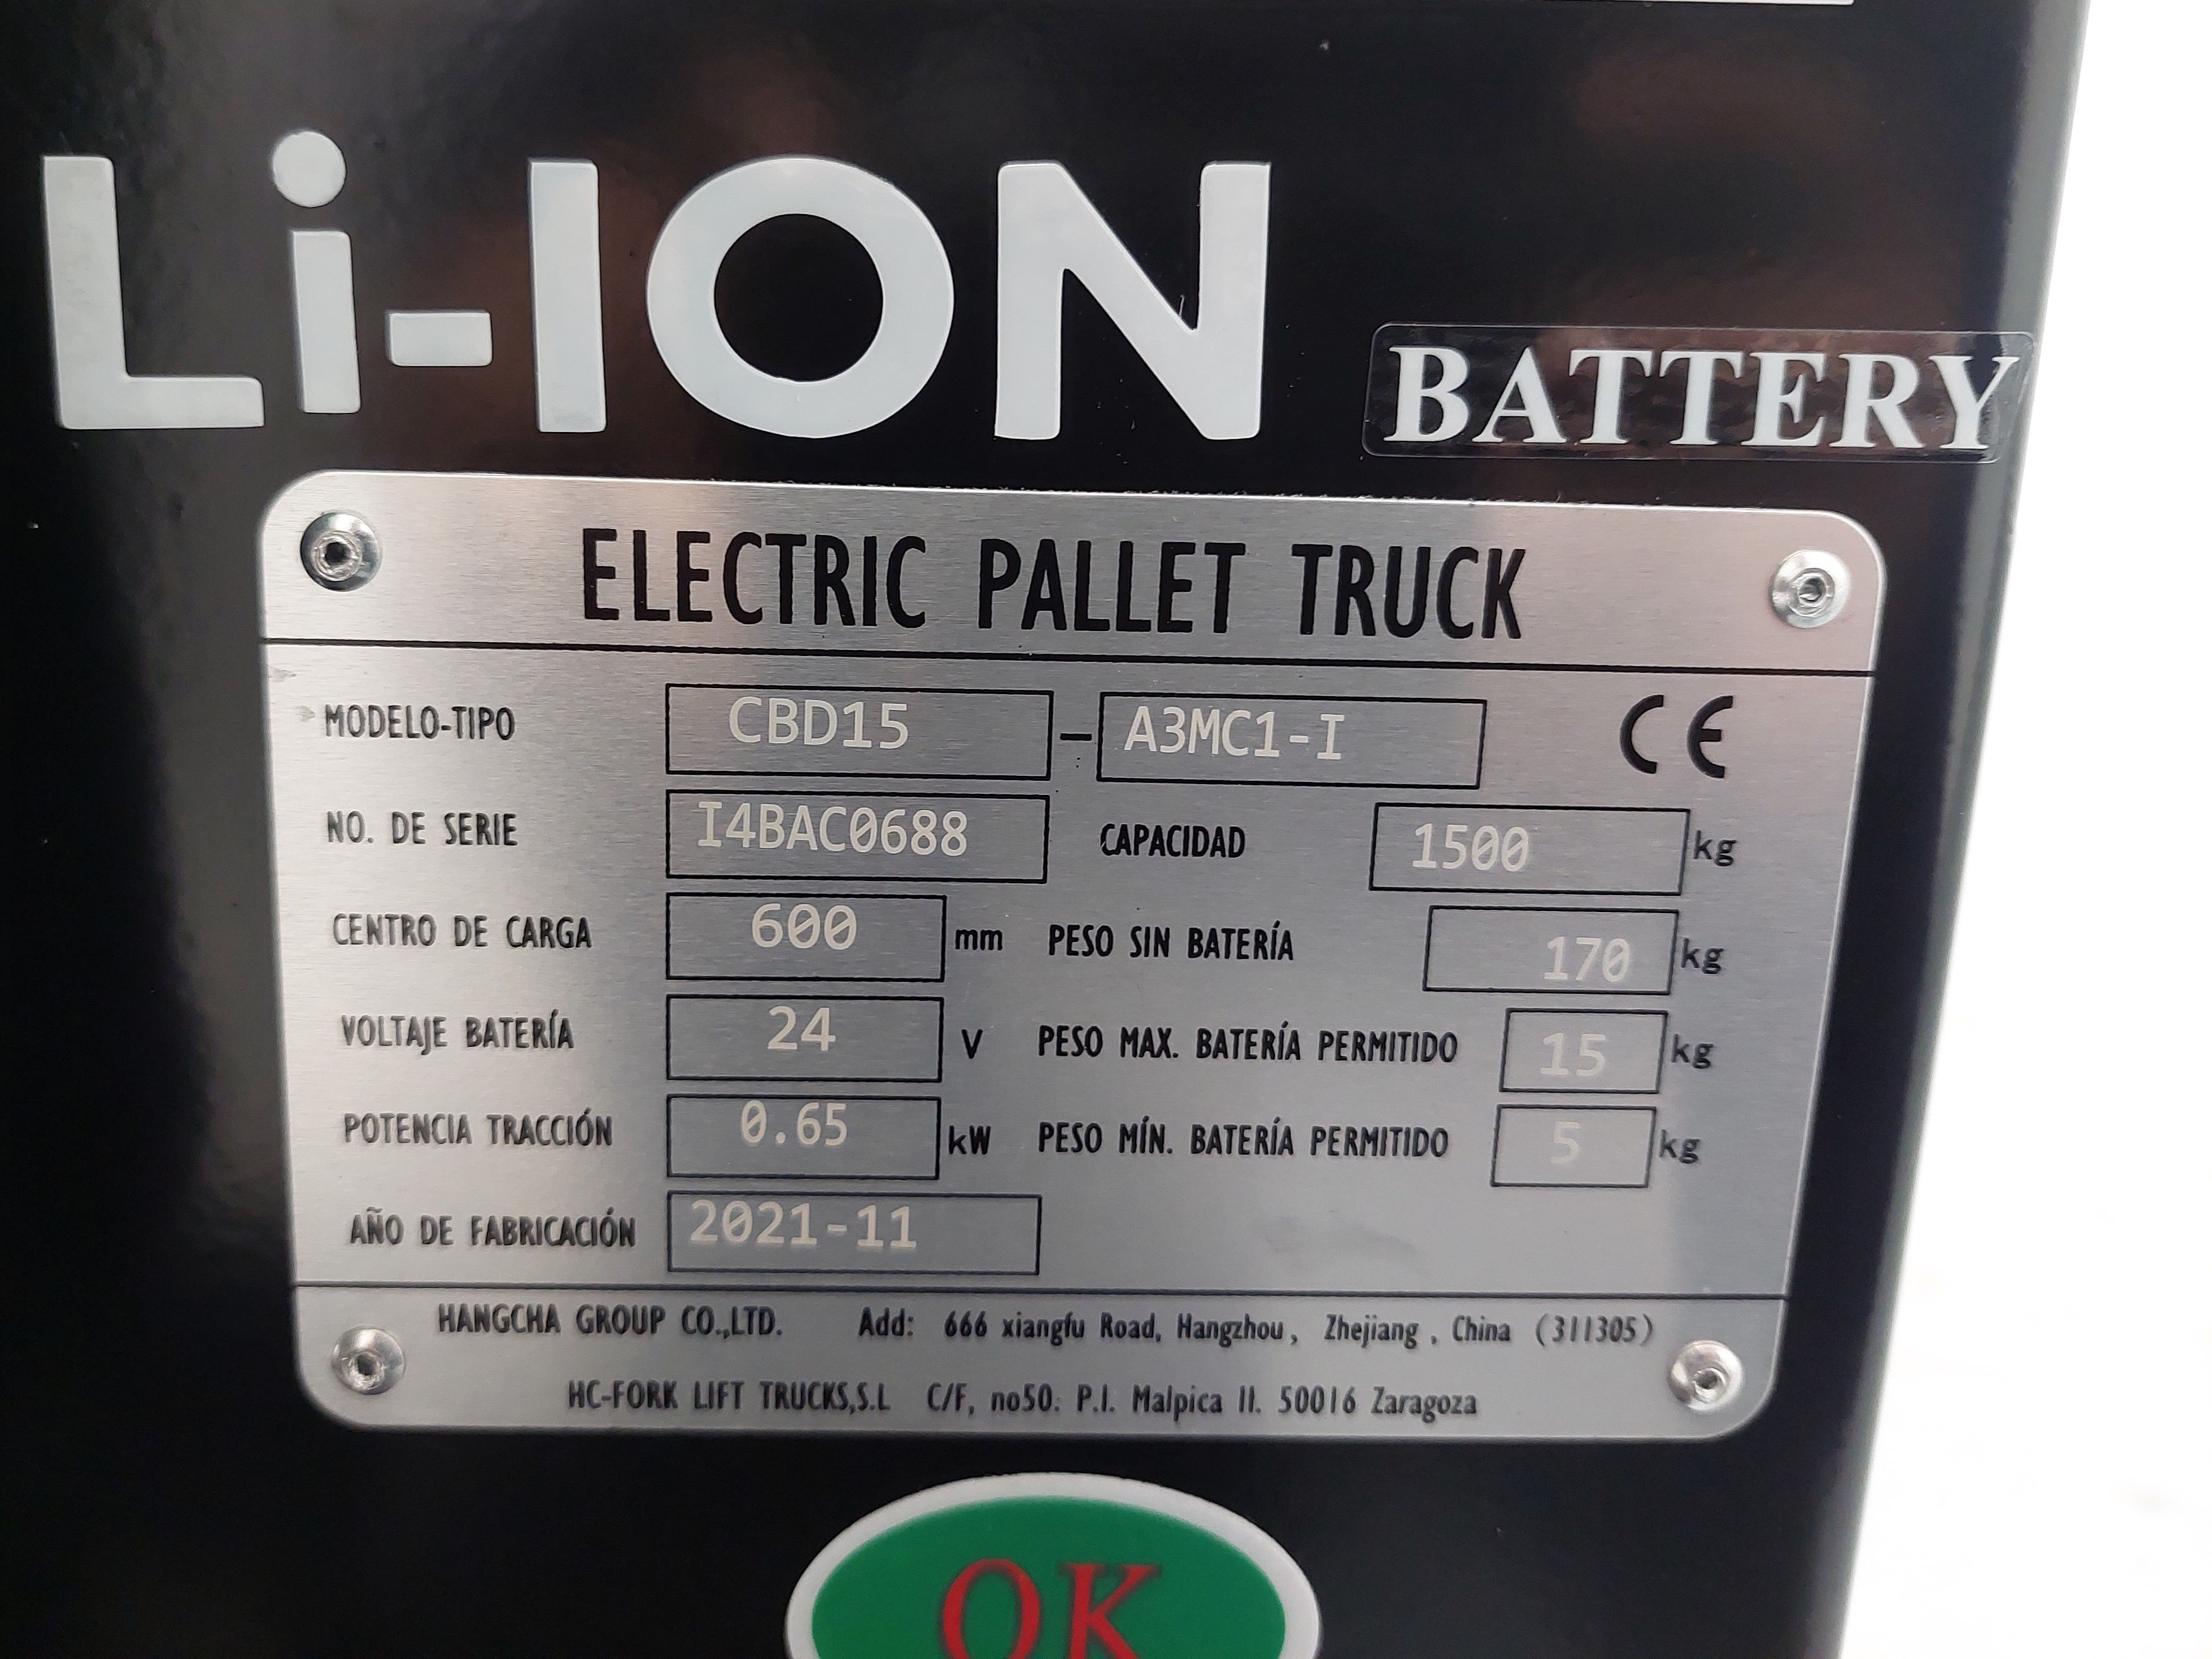 Li-ION BATTERY
ELECTRIC PALLET TRUCK
MODELO-TIPO CBD15 - A3MC1-I CE
NO. DE SERIE I4BAC0688 CAPACIDAD 1500 kg
CENTRO DE CARGA 600 mm PESO SIN BATERÍA 170 kg
VOLTAJE BATERÍA 24 V PESO MAX. BATERÍA PERMITIDO 15 kg
POTENCIA TRACCIÓN 0.65 kW PESO MÍN. BATERÍA PERMITIDO 5 kg
AÑO DE FABRICACIÓN 2021-11
HANGCHA GROUP CO.,LTD. Add: 666 xiangfu Road, Hangzhou, Zhejiang, China (311305)
HC-FORK LIFT TRUCKS,S.L C/F, no50. P.I. Malpica II. 50016 Zaragoza
OK